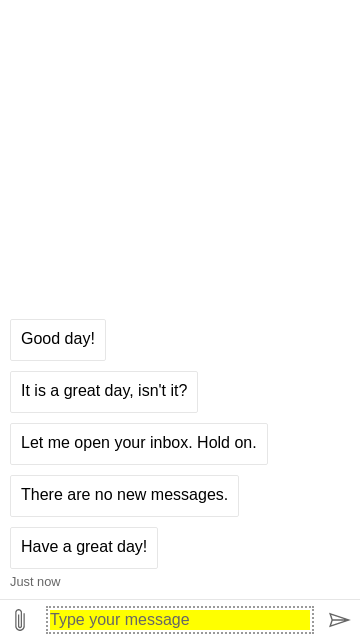 Good day!
It is a great day, isn't it?
Let me open your inbox. Hold on.
There are no new messages.
Have a great day!
Just now
Type your message